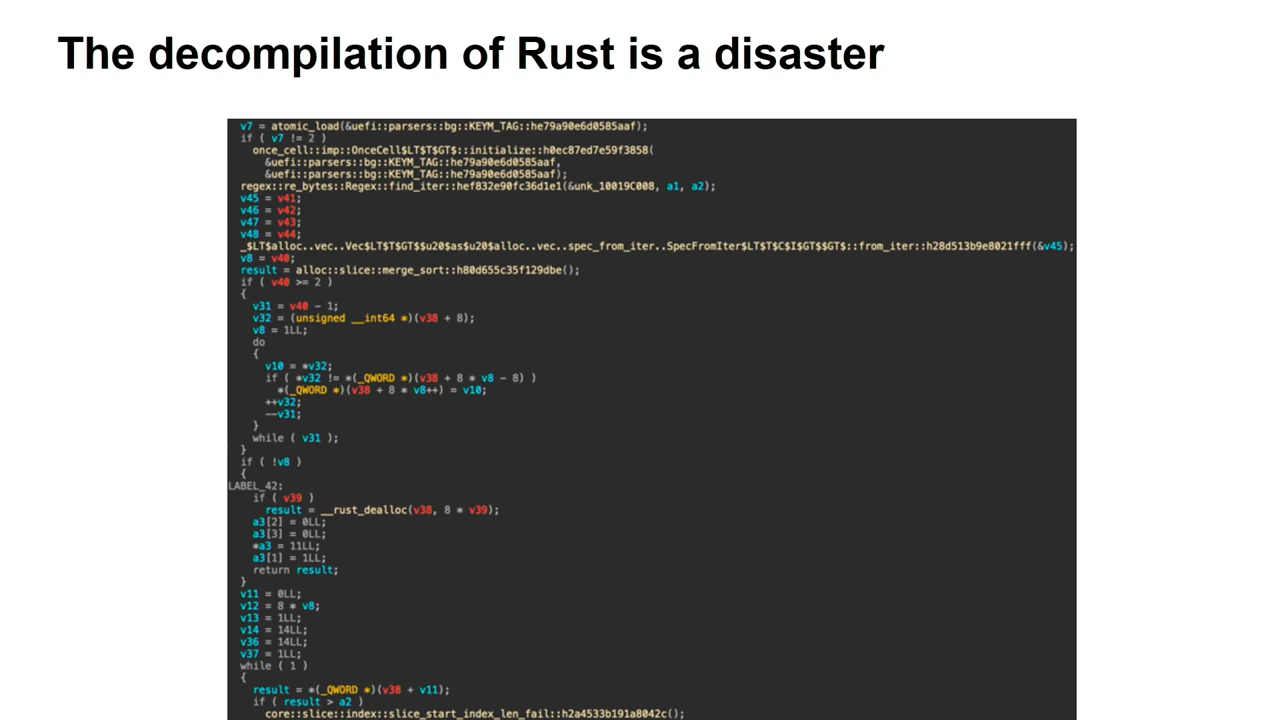 The decompilation of Rust is a disaster
v7 = atomic_load(&uefi::parsers::bg::KEYM_TAG::he79a90e6d0585aaf);
if ( v7 != 2 )
once_cell::imp::OnceCell$LT$T$GT$::initialize::h0ec87ed7e59f3858(
&uefi::parsers::bg::KEYM_TAG::he79a90e6d0585aaf,
&uefi::parsers::bg::KEYM_TAG::he79a90e6d0585aaf);
regex::re_bytes::Regex::find_iter::hef832e90fc36d1e1(&unk_10019C008, a1, a2);
v45 = v41;
v46 = v42;
v47 = v43;
v48 = v44;
_$LT$alloc..vec..Vec$LT$T$GT$$u20$as$u20$alloc..vec..spec_from_iter..SpecFromIter$LT$T$C$I$GT$$GT$::from_iter::h28d513b9e8021fff(&v45);
v8 = v40;
result = alloc::slice::merge_sort::h80d655c35f129dbe();
if ( v40 >= 2 )
{
v31 = v40 - 1;
v32 = (unsigned __int64 *)(v38 + 8);
v8 = 1LL;
do
{
v10 = *v32;
if ( *v32 != *(_QWORD *)(v38 + 8 * v8 - 8) )
*(_QWORD *)(v38 + 8 * v8++) = v10;
++v32;
--v31;
}
while ( v31 );
}
if ( !v8 )
{
LABEL_42:
if ( v39 )
result = __rust_dealloc(v38, 8 * v39);
a3[2] = 0LL;
a3[3] = 0LL;
*a3 = 11LL;
a3[1] = 1LL;
return result;
}
v11 = 0LL;
v12 = 8 * v8;
v13 = 1LL;
v14 = 14LL;
v36 = 14LL;
v37 = 1LL;
while ( 1 )
{
result = *(_QWORD *)(v38 + v11);
if ( result > a2 )
core::slice::index::slice_start_index_len_fail::h2a4533b191a8042c();